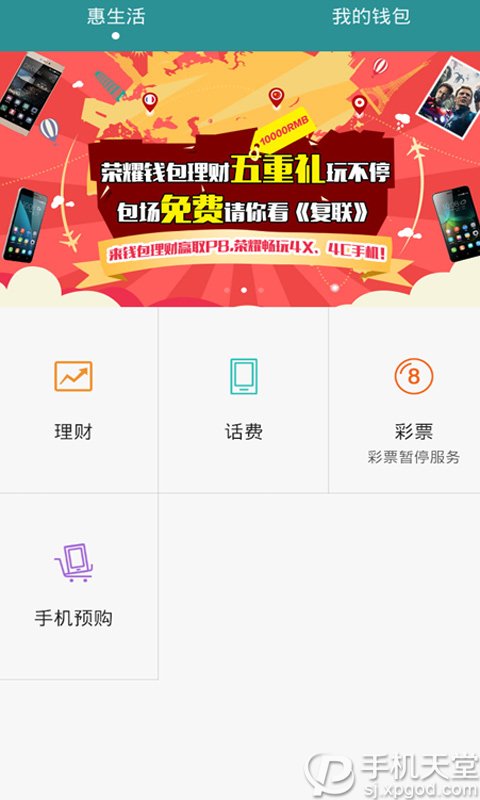 惠生活 我的钱包
10000RMB
荣耀钱包理财五重礼玩不停
包场免费请你看《复联》
来钱包理财赢取P8,荣耀畅玩4X、4C手机!
理财 话费 彩票
彩票暂停服务
手机预购
手机天堂
sj.xpgod.com